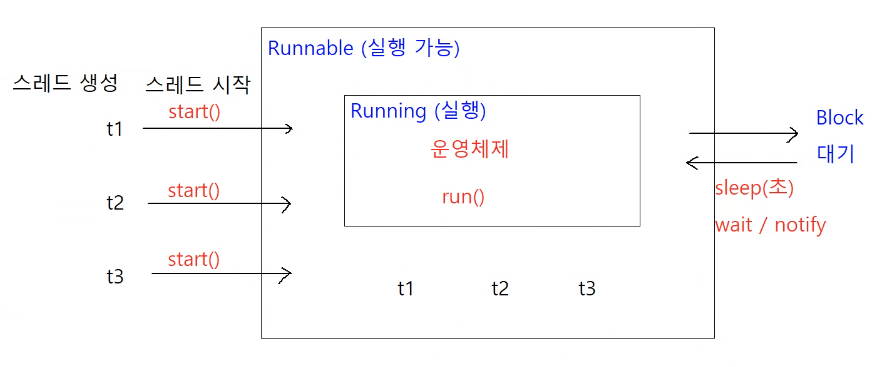 Runnable (실행 가능)
스레드 생성
스레드 시작
start()
t1
Running (실행)
운영체제
run()
Block
대기
start()
t2
sleep(초)
wait / notify
start()
t3
t1 t2 t3